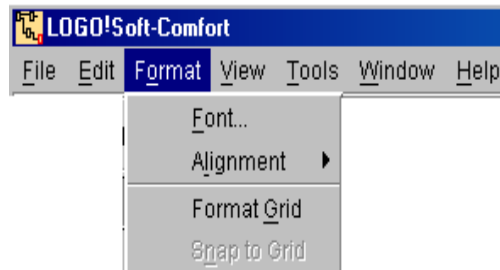 LOGO!Soft-Comfort
File Edit Format View Tools Window Help
Font...
Alignment
Format Grid
Snap to Grid